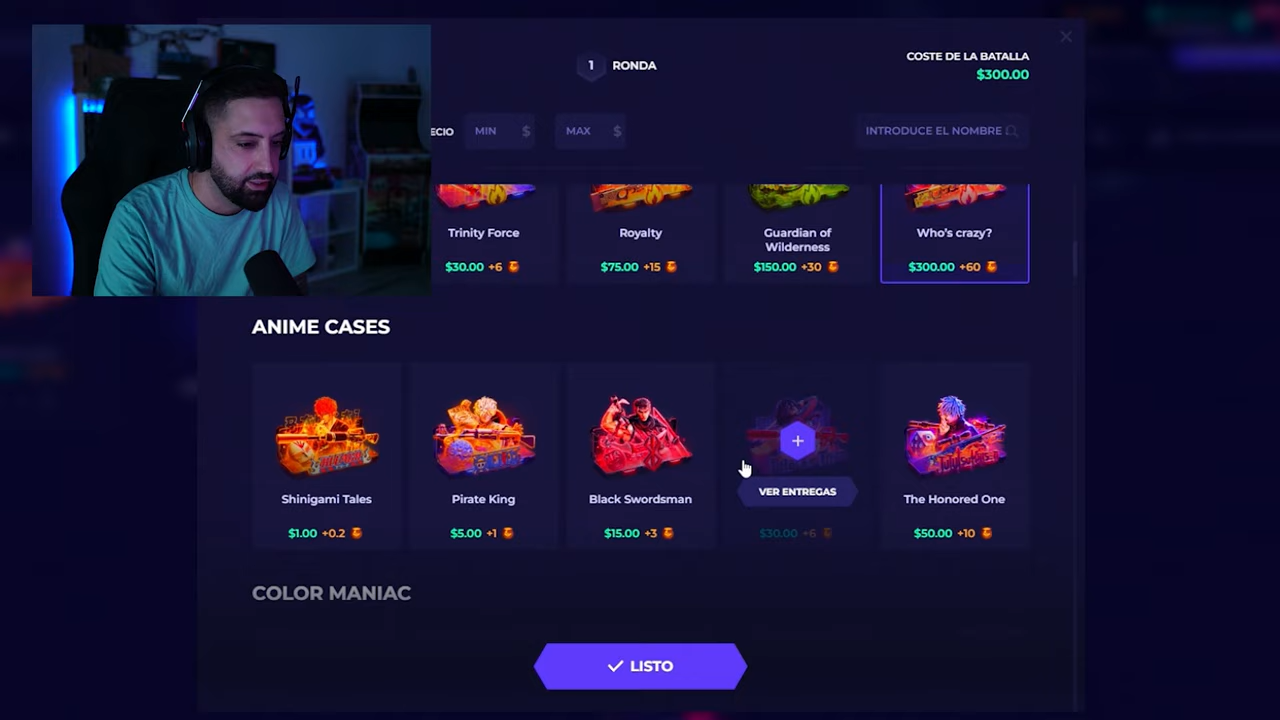 1 RONDA
COSTE DE LA BATALLA
$300.00
ECIO
MIN $
MAX $
INTRODUCE EL NOMBRE
Trinity Force
$30.00 +6
Royalty
$75.00 +15
Guardian of
Wilderness
$150.00 +30
Who's crazy?
$300.00 +60
ANIME CASES
Shinigami Tales
$1.00 +0.2
Pirate King
$5.00 +1
Black Swordsman
$15.00 +3
VER ENTREGAS
$30.00 +6
The Honored One
$50.00 +10
COLOR MANIAC
LISTO